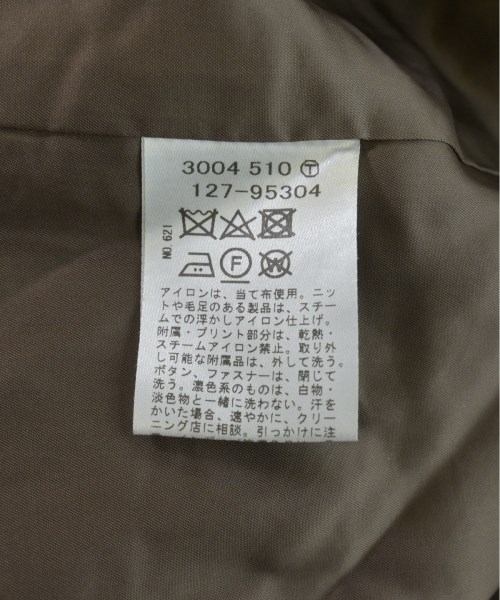 3004 510 Ⓣ
127-95304
NO.621
F W
アイロンは、当て布使用。ニッ
トや毛足のある製品は、スチー
ムでの浮かしアイロン仕上げ。
附属・プリント部分は、乾熱・
スチームアイロン禁止。取り外
し可能な附属品は、外して洗う。
ボタン、ファスナーは、閉じて
洗う。濃色系のものは、白物・
淡色物と一緒に洗わない。汗を
かいた場合、速やかに、クリー
ニング店に相談。引っかけに注